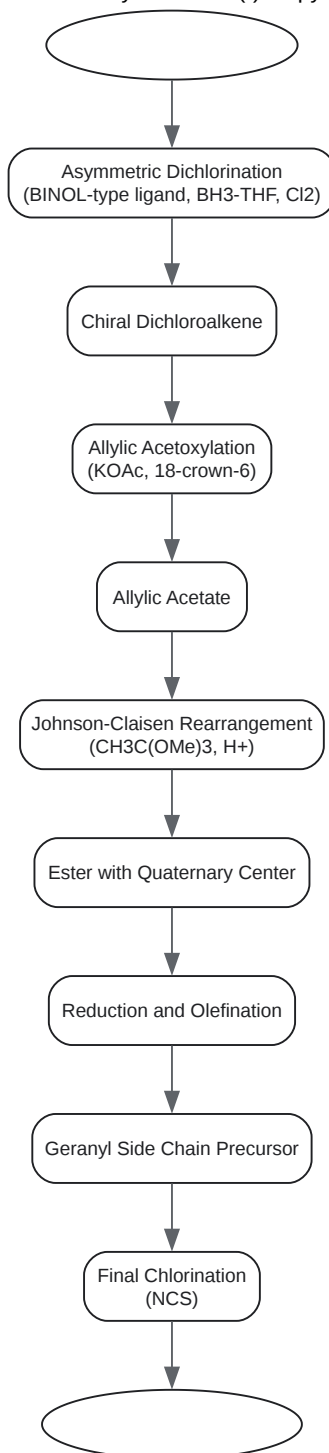 Asymmetric Dichlorination
(BINOL-type ligand, BH3-THF, Cl2)
Chiral Dichloroalkene
Allylic Acetoxylation
(KOAc, 18-crown-6)
Allylic Acetate
Johnson-Claisen Rearrangement
(CH3C(OMe)3, H+)
Ester with Quaternary Center
Reduction and Olefination
Geranyl Side Chain Precursor
Final Chlorination
(NCS)